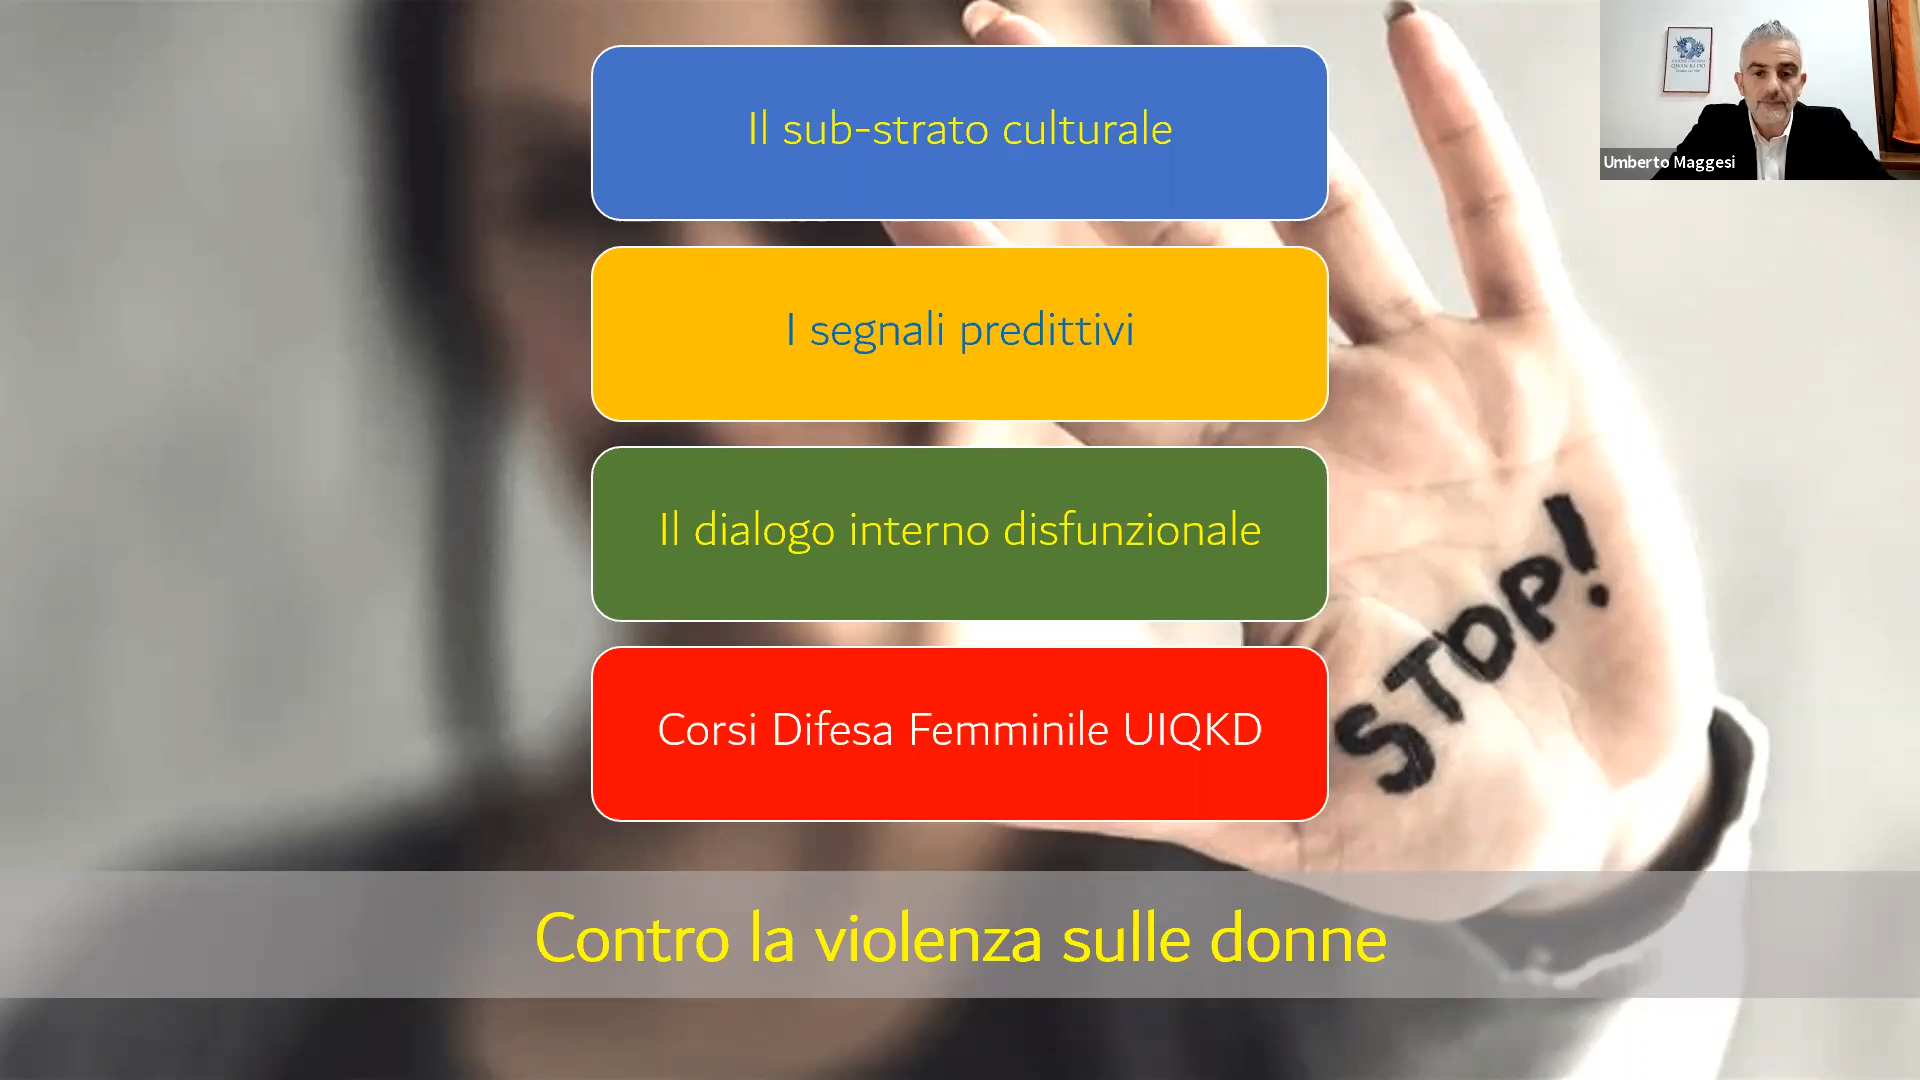 Il sub-strato culturale
I segnali predittivi
Il dialogo interno disfunzionale
Corsi Difesa Femminile UIQKD
STOP!
Contro la violenza sulle donne
Umberto Maggesi